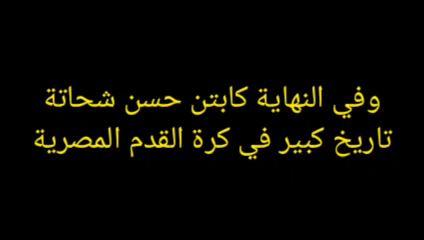 وفي النهاية كابتن حسن شحاتة
تاريخ كبير في كرة القدم المصرية